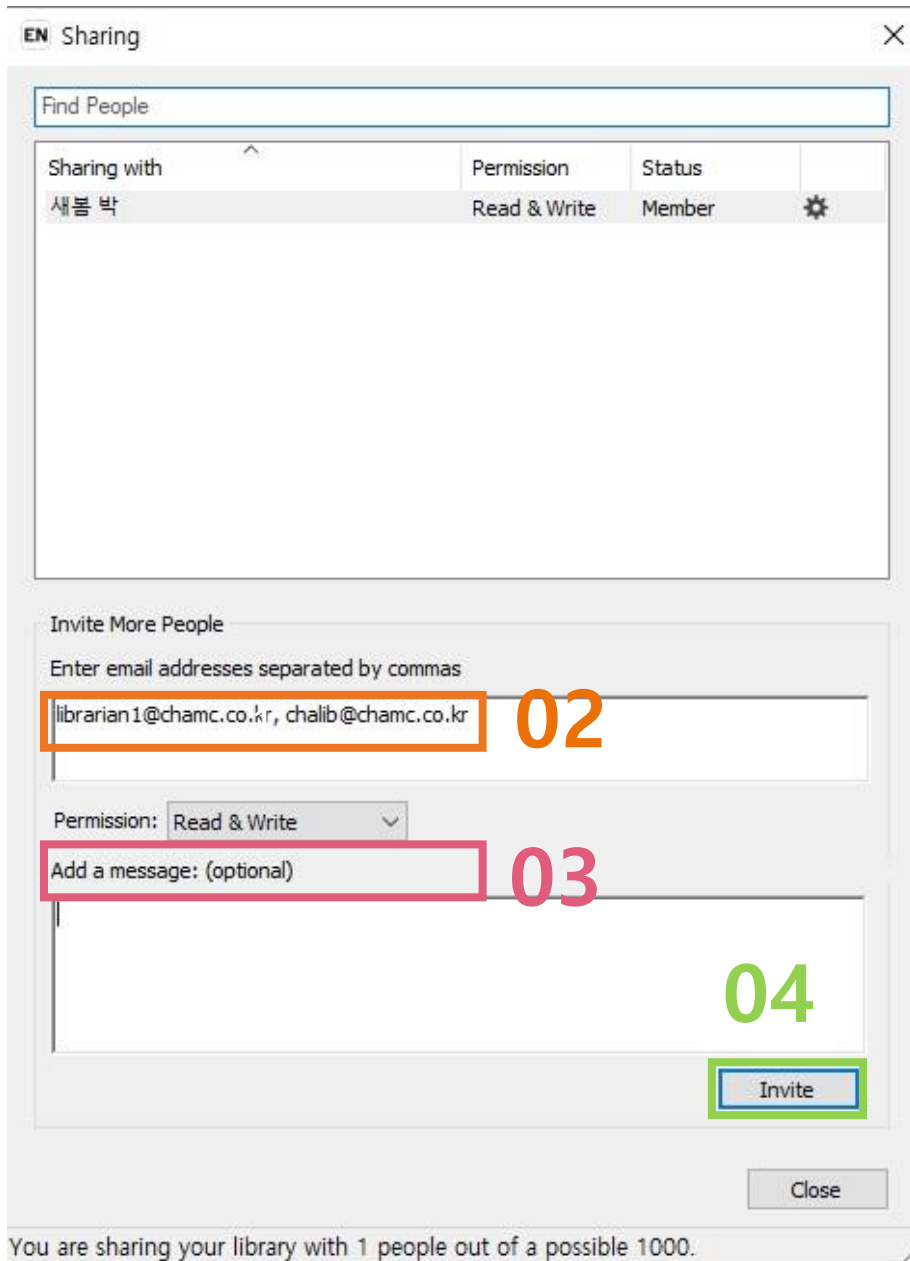 EN Sharing
Find People
Sharing with Permission Status
새봄 박 Read & Write Member
Invite More People
Enter email addresses separated by commas
librarian1@chamc.co.kr, chalib@chamc.co.kr
02
Permission: Read & Write
Add a message: (optional)
03
04
Invite
Close
You are sharing your library with 1 people out of a possible 1000.